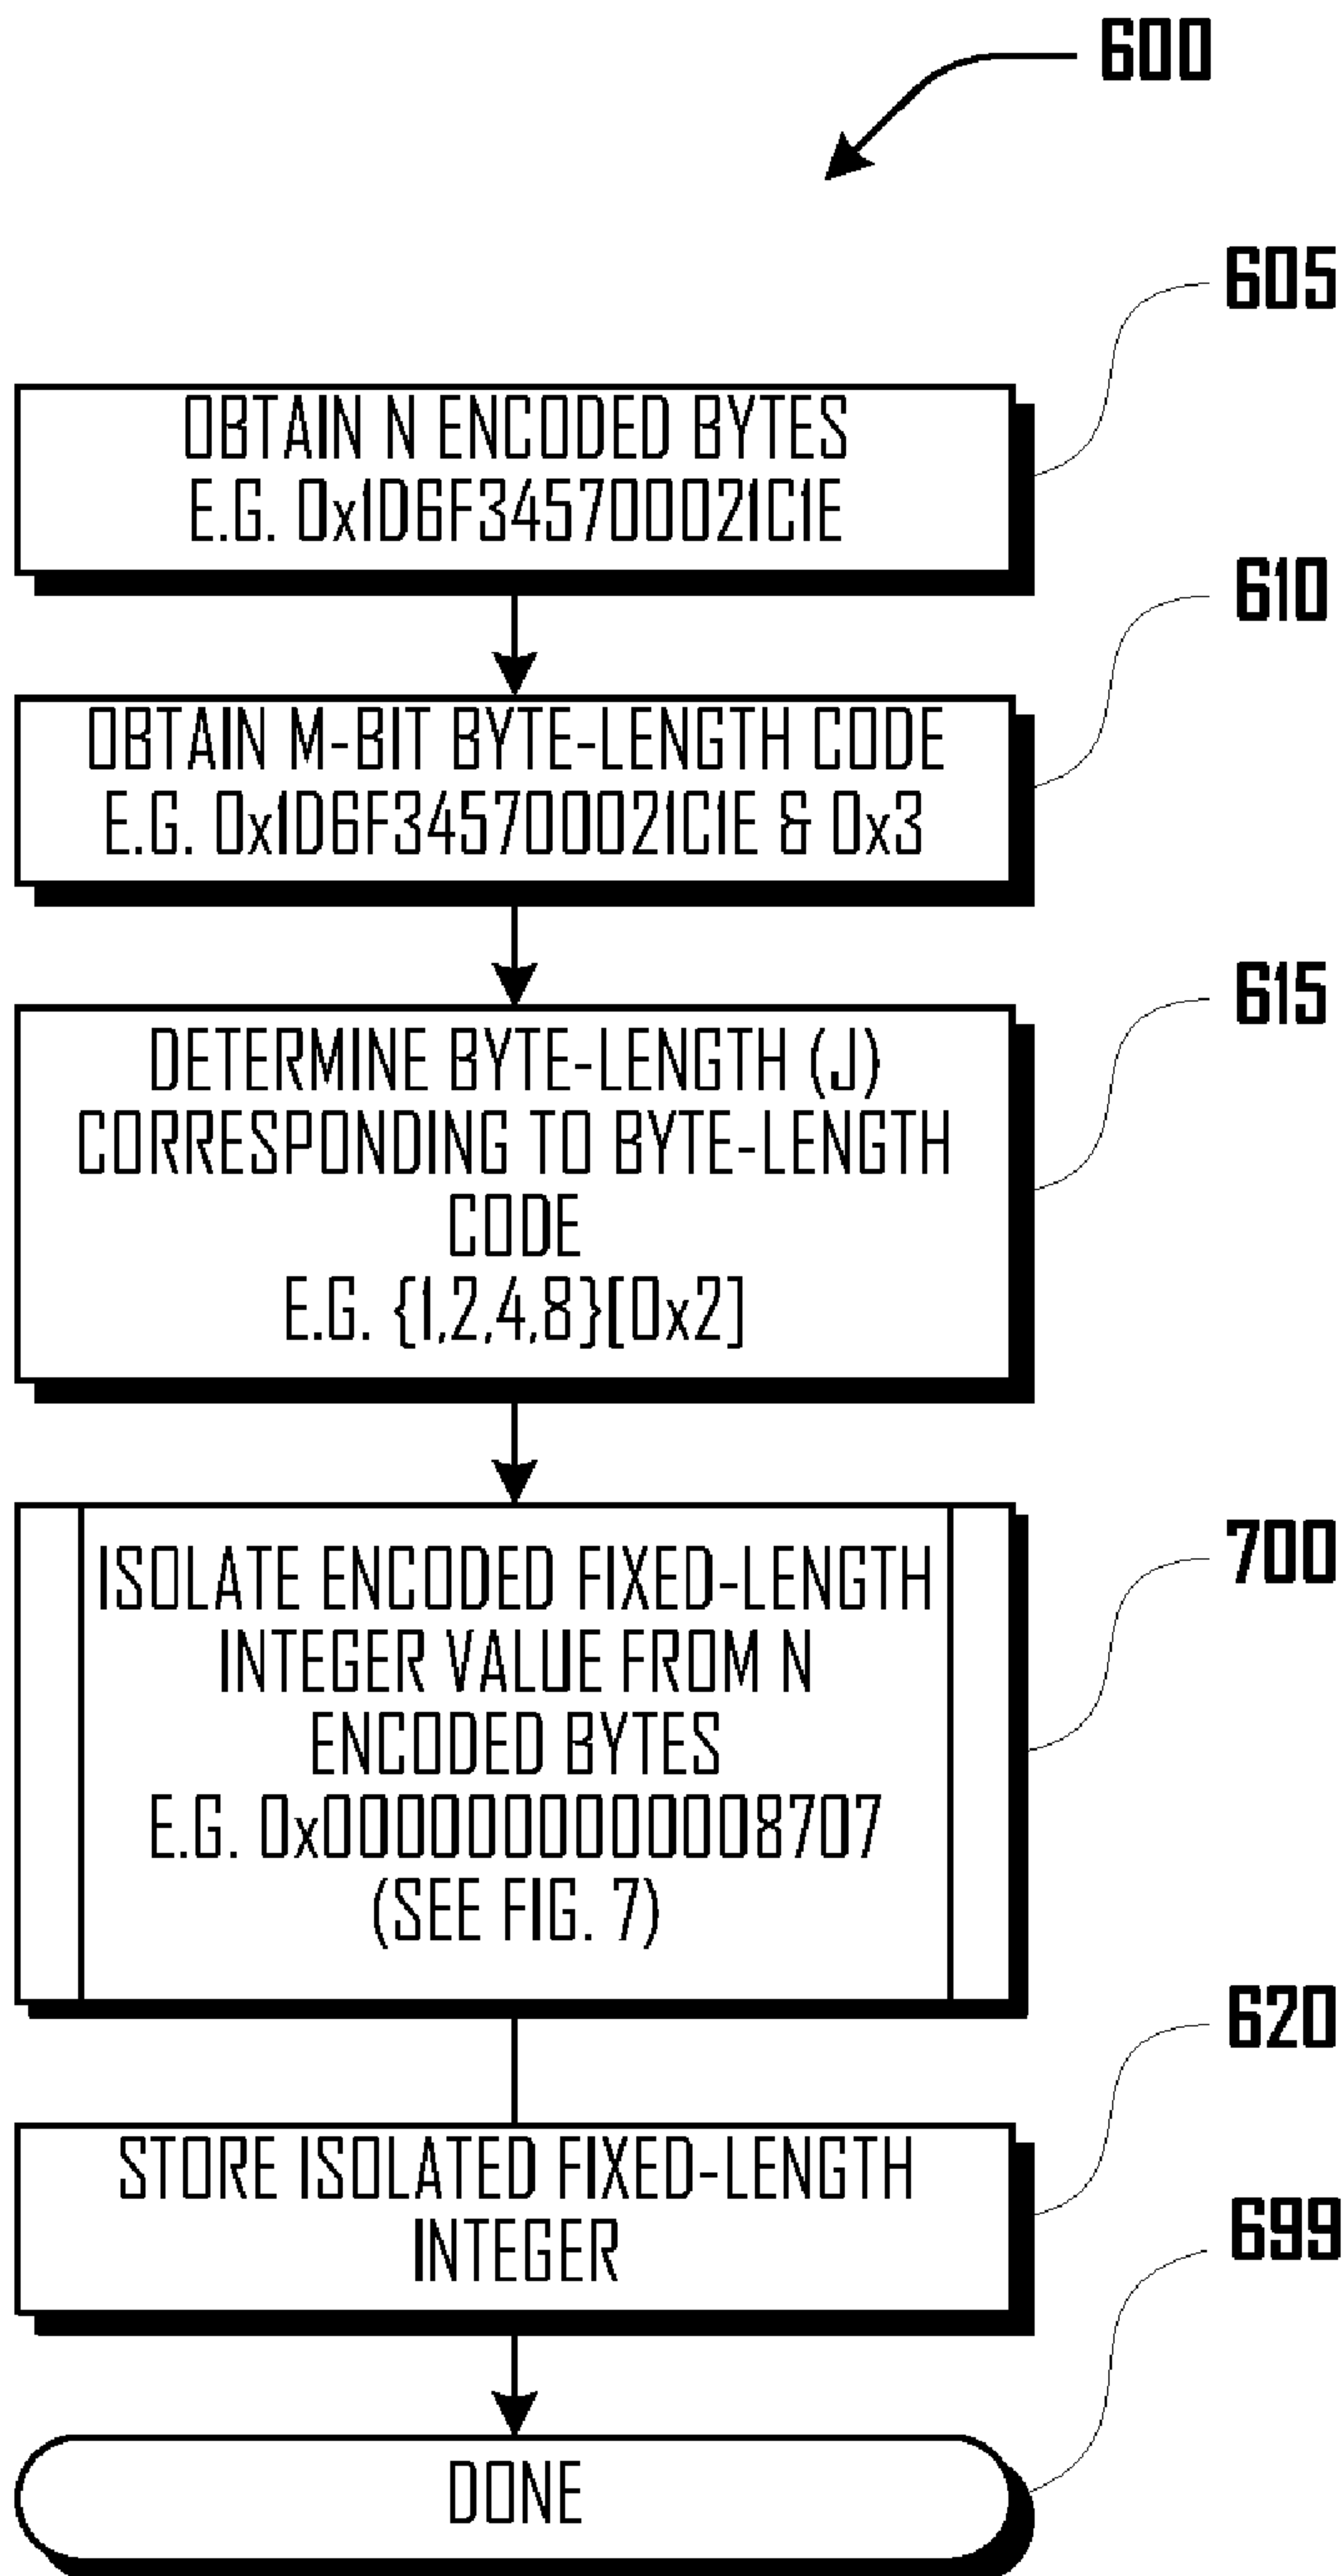 600
605
OBTAIN N ENCODED BYTES
E.G. 0x1D6F345700021C1E
610
OBTAIN M-BIT BYTE-LENGTH CODE
E.G. 0x1D6F345700021C1E & 0x3
615
DETERMINE BYTE-LENGTH (J)
CORRESPONDING TO BYTE-LENGTH
CODE
E.G. {1,2,4,8}[0x2]
700
ISOLATE ENCODED FIXED-LENGTH
INTEGER VALUE FROM N
ENCODED BYTES
E.G. 0x0000000000008707
(SEE FIG. 7)
620
STORE ISOLATED FIXED-LENGTH
INTEGER
699
DONE